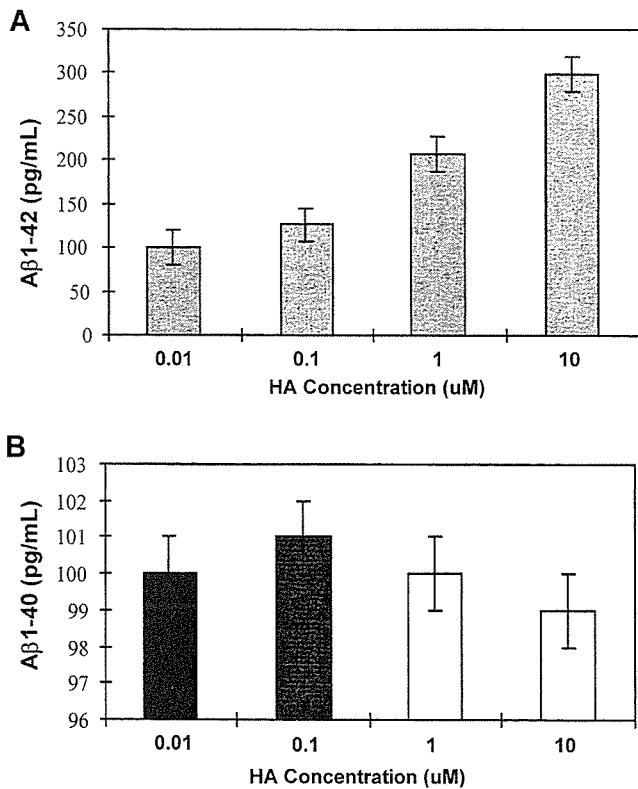 A
350
300
250
200
150
100
50
0
Aβ1-42 (pg/mL)
0.01 0.1 1 10
HA Concentration (uM)
B
103
102
101
100
99
98
97
96
Aβ1-40 (pg/mL)
0.01 0.1 1 10
HA Concentration (uM)